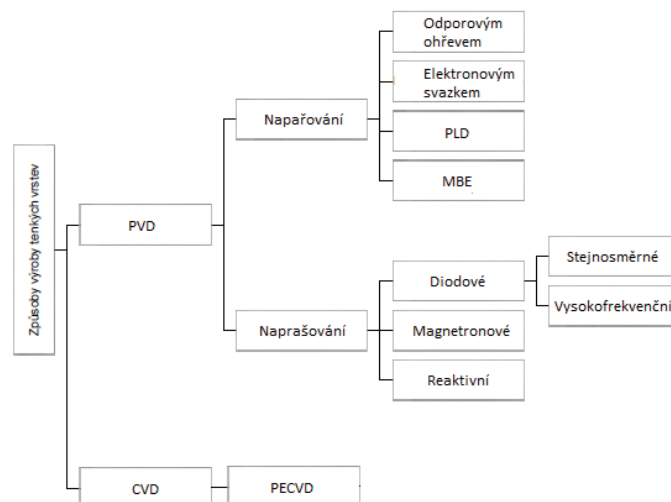 Způsoby výroby tenkých vrstev
PVD
Napařování
Odporovým
ohřevem
Elektronovým
svazkem
PLD
MBE
Naprašování
Diodové
Stejnosměrné
Vysokofrekvenční
Magnetronové
Reaktivní
CVD
PECVD